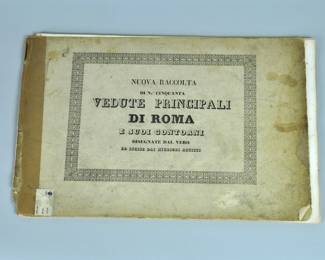 NUOVA RACCOLTA
DI N. CINQUANTA
VEDUTE PRINCIPALI
DI ROMA
E SUOI CONTORNI
DISEGNATE DAL VERO
ED INCISE DAI MIGLIORI ARTISTI